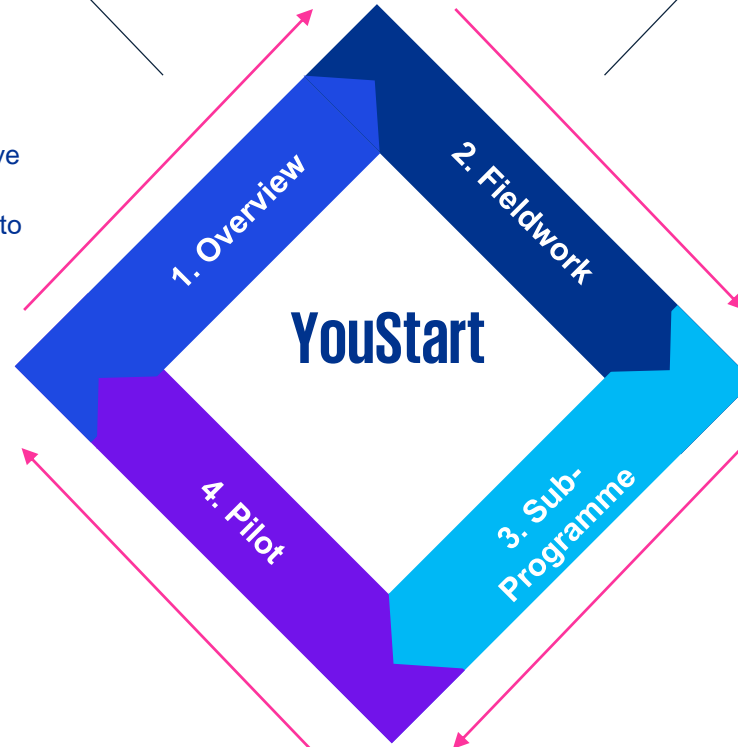 ve
to
1. Overview
2. Fieldwork
YouStart
3. Sub-
Programme
4. Pilot